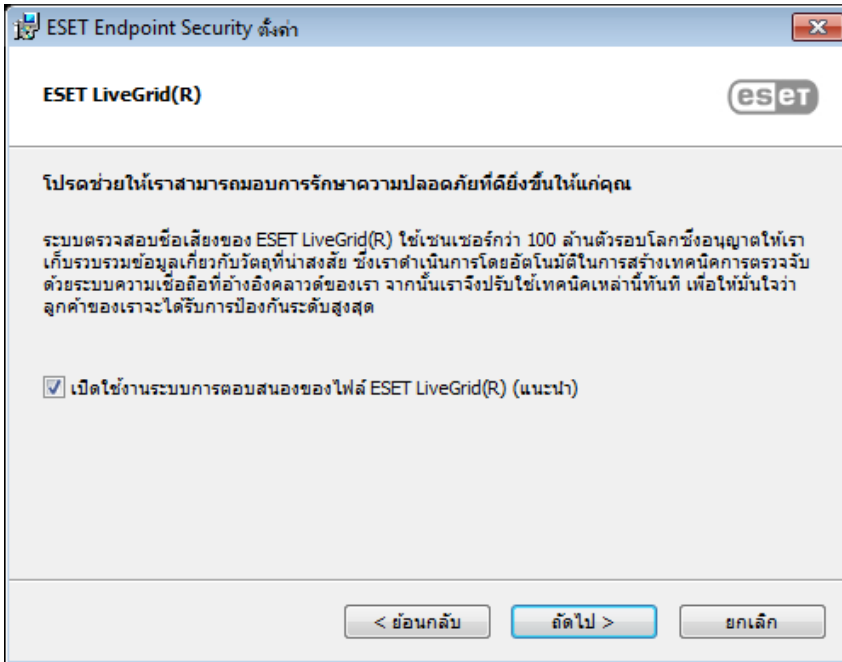 ESET Endpoint Security ตั้งค่า
ESET LiveGrid(R)
eset
โปรดช่วยให้เราสามารถมอบการรักษาความปลอดภัยที่ดียิ่งขึ้นให้แก่คุณ
ระบบตรวจสอบชื่อเสียงของ ESET LiveGrid(R) ใช้เซนเซอร์กว่า 100 ล้านตัวรอบโลกซึ่งอนุญาตให้เรา
เก็บรวบรวมข้อมูลเกี่ยวกับวัตถุที่น่าสงสัย ซึ่งเราดำเนินการโดยอัตโนมัติในการสร้างเทคนิคการตรวจจับ
ด้วยระบบความเชื่อถือที่อ้างอิงคลาวด์ของเรา จากนั้นเราจึงปรับใช้เทคนิคเหล่านี้ทันที เพื่อให้มั่นใจว่า
ลูกค้าของเราจะได้รับการป้องกันระดับสูงสุด
เปิดใช้งานระบบการตอบสนองของไฟล์ ESET LiveGrid(R) (แนะนำ)
< ย้อนกลับ
ถัดไป >
ยกเลิก